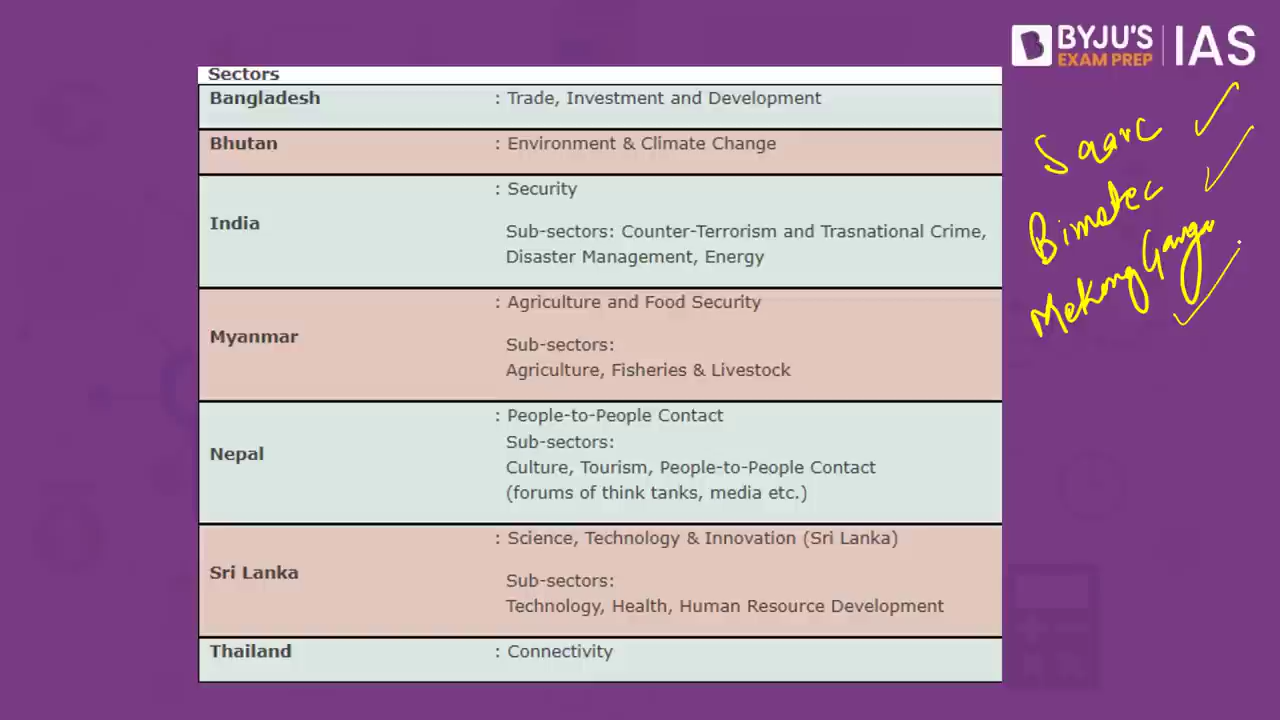 BYJU'S
EXAM PREP
IAS
Sectors
Bangladesh : Trade, Investment and Development
Bhutan : Environment & Climate Change
India : Security
Sub-sectors: Counter-Terrorism and Trasnational Crime,
Disaster Management, Energy
Myanmar : Agriculture and Food Security
Sub-sectors:
Agriculture, Fisheries & Livestock
Nepal : People-to-People Contact
Sub-sectors:
Culture, Tourism, People-to-People Contact
(forums of think tanks, media etc.)
Sri Lanka : Science, Technology & Innovation (Sri Lanka)
Sub-sectors:
Technology, Health, Human Resource Development
Thailand : Connectivity
Saarc
Bimstec
Mekong Ganga